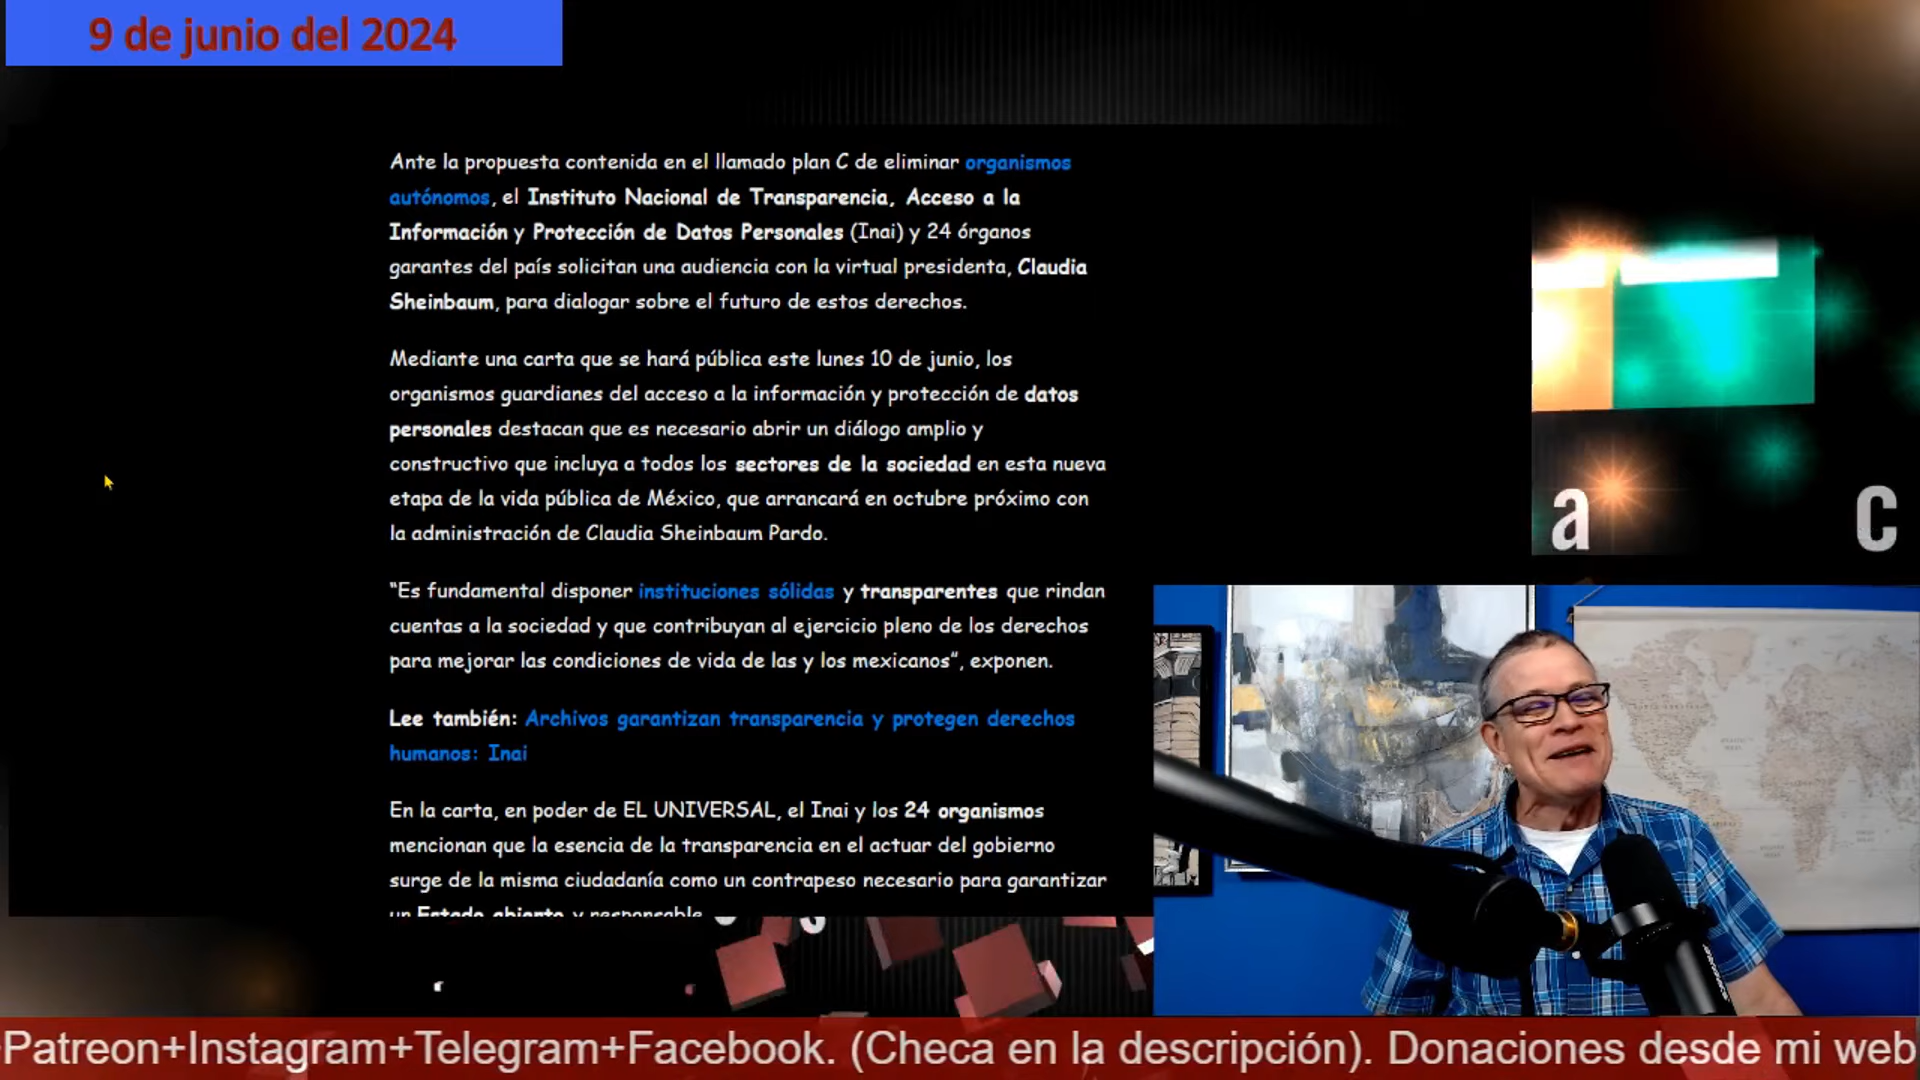 9 de junio del 2024
Ante la propuesta contenida en el llamado plan C de eliminar organismos
autónomos, el Instituto Nacional de Transparencia, Acceso a la
Información y Protección de Datos Personales (Inai) y 24 órganos
garantes del país solicitan una audiencia con la virtual presidenta, Claudia
Sheinbaum, para dialogar sobre el futuro de estos derechos.
Mediante una carta que se hará pública este lunes 10 de junio, los
organismos guardianes del acceso a la información y protección de datos
personales destacan que es necesario abrir un diálogo amplio y
constructivo que incluya a todos los sectores de la sociedad en esta nueva
etapa de la vida pública de México, que arrancará en octubre próximo con
la administración de Claudia Sheinbaum Pardo.
“Es fundamental disponer instituciones sólidas y transparentes que rindan
cuentas a la sociedad y que contribuyan al ejercicio pleno de los derechos
para mejorar las condiciones de vida de las y los mexicanos”, exponen.
Lee también: Archivos garantizan transparencia y protegen derechos
humanos: Inai
En la carta, en poder de EL UNIVERSAL, el Inai y los 24 organismos
mencionan que la esencia de la transparencia en el actuar del gobierno
surge de la misma ciudadanía como un contrapeso necesario para garantizar
un Estado abierto y responsable
a C
Patreon+Instagram+Telegram+Facebook. (Checa en la descripción). Donaciones desde mi web